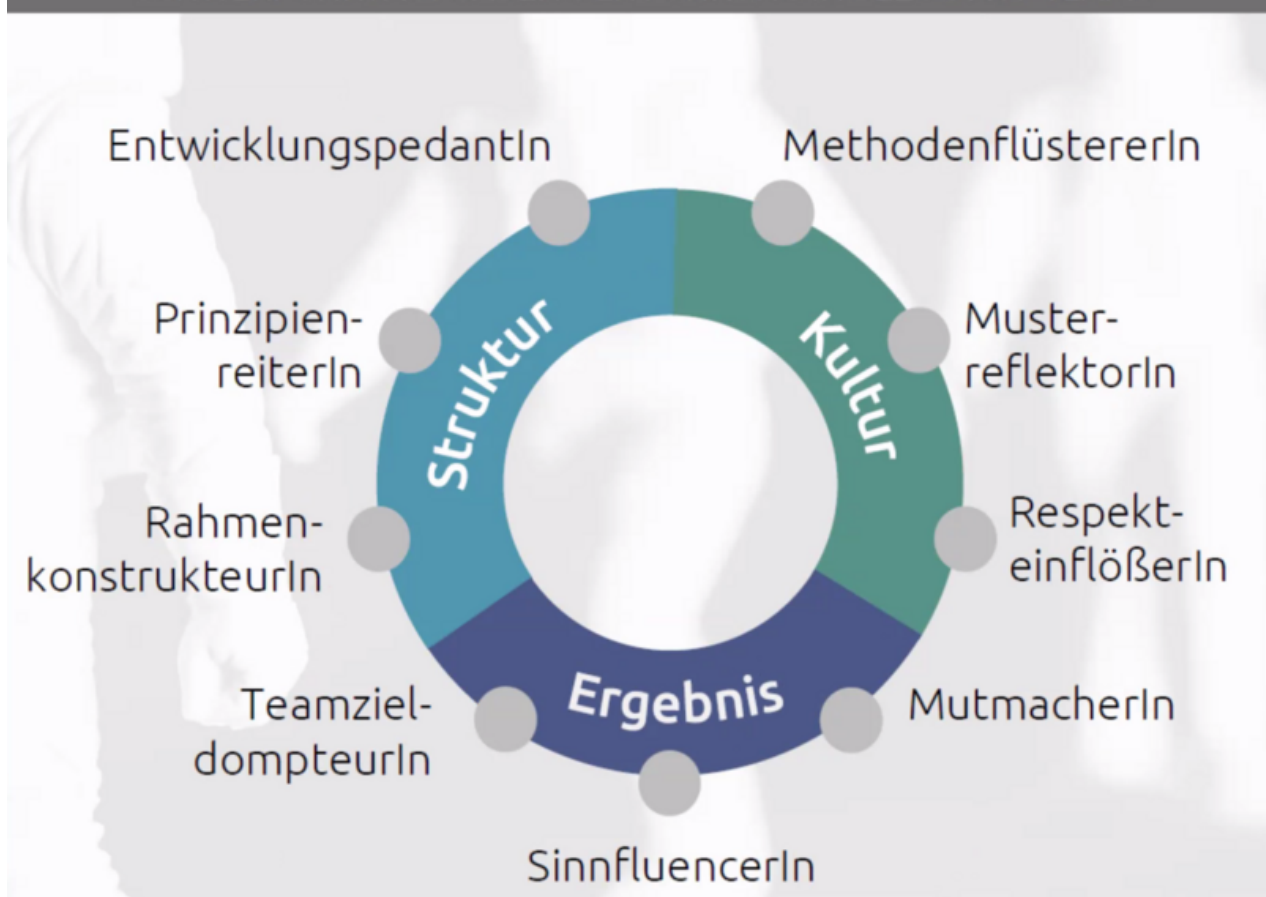 EntwicklungspedantIn
MethodenflüstererIn
Prinzipien-
reiterIn
Muster-
reflektorIn
Struktur
Kultur
Rahmen-
konstrukteurIn
Respekt-
einflößerIn
Teamziel-
dompteurIn
Ergebnis
MutmacherIn
SinnfluencerIn